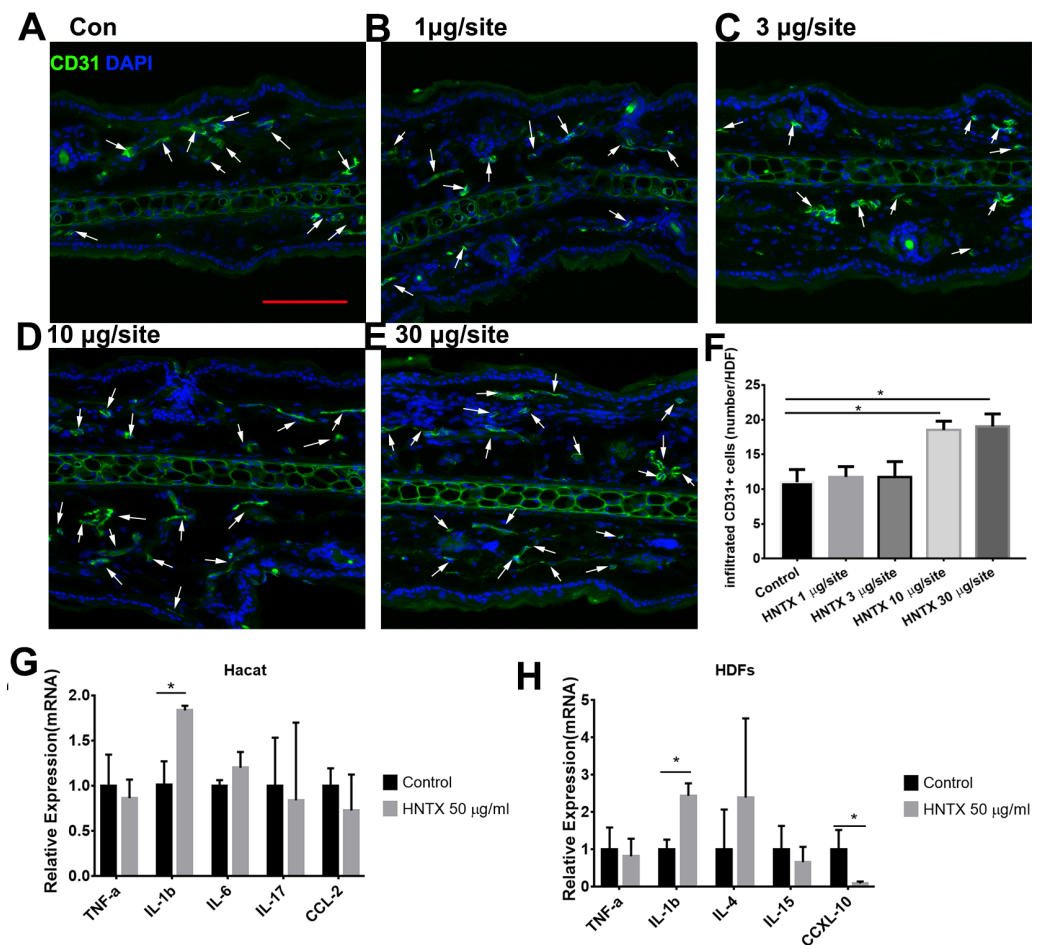 A Con
B 1µg/site
C 3 µg/site
CD31 DAPI
D 10 µg/site
E 30 µg/site
F
infiltrated CD31+ cells (number/HDF)
25
20
15
10
5
0
*
*
Control
HNTX 1 µg/site
HNTX 3 µg/site
HNTX 10 µg/site
HNTX 30 µg/site
G
Hacat
Relative Expression(mRNA)
2.0
1.5
1.0
0.5
0.0
*
TNF-a
IL-1b
IL-6
IL-17
CCL-2
Control
HNTX 50 µg/ml
H
HDFs
Relative Expression(mRNA)
5
4
3
2
1
0
*
*
TNF-a
IL-1b
IL-4
IL-15
CCXL-10
Control
HNTX 50 µg/ml